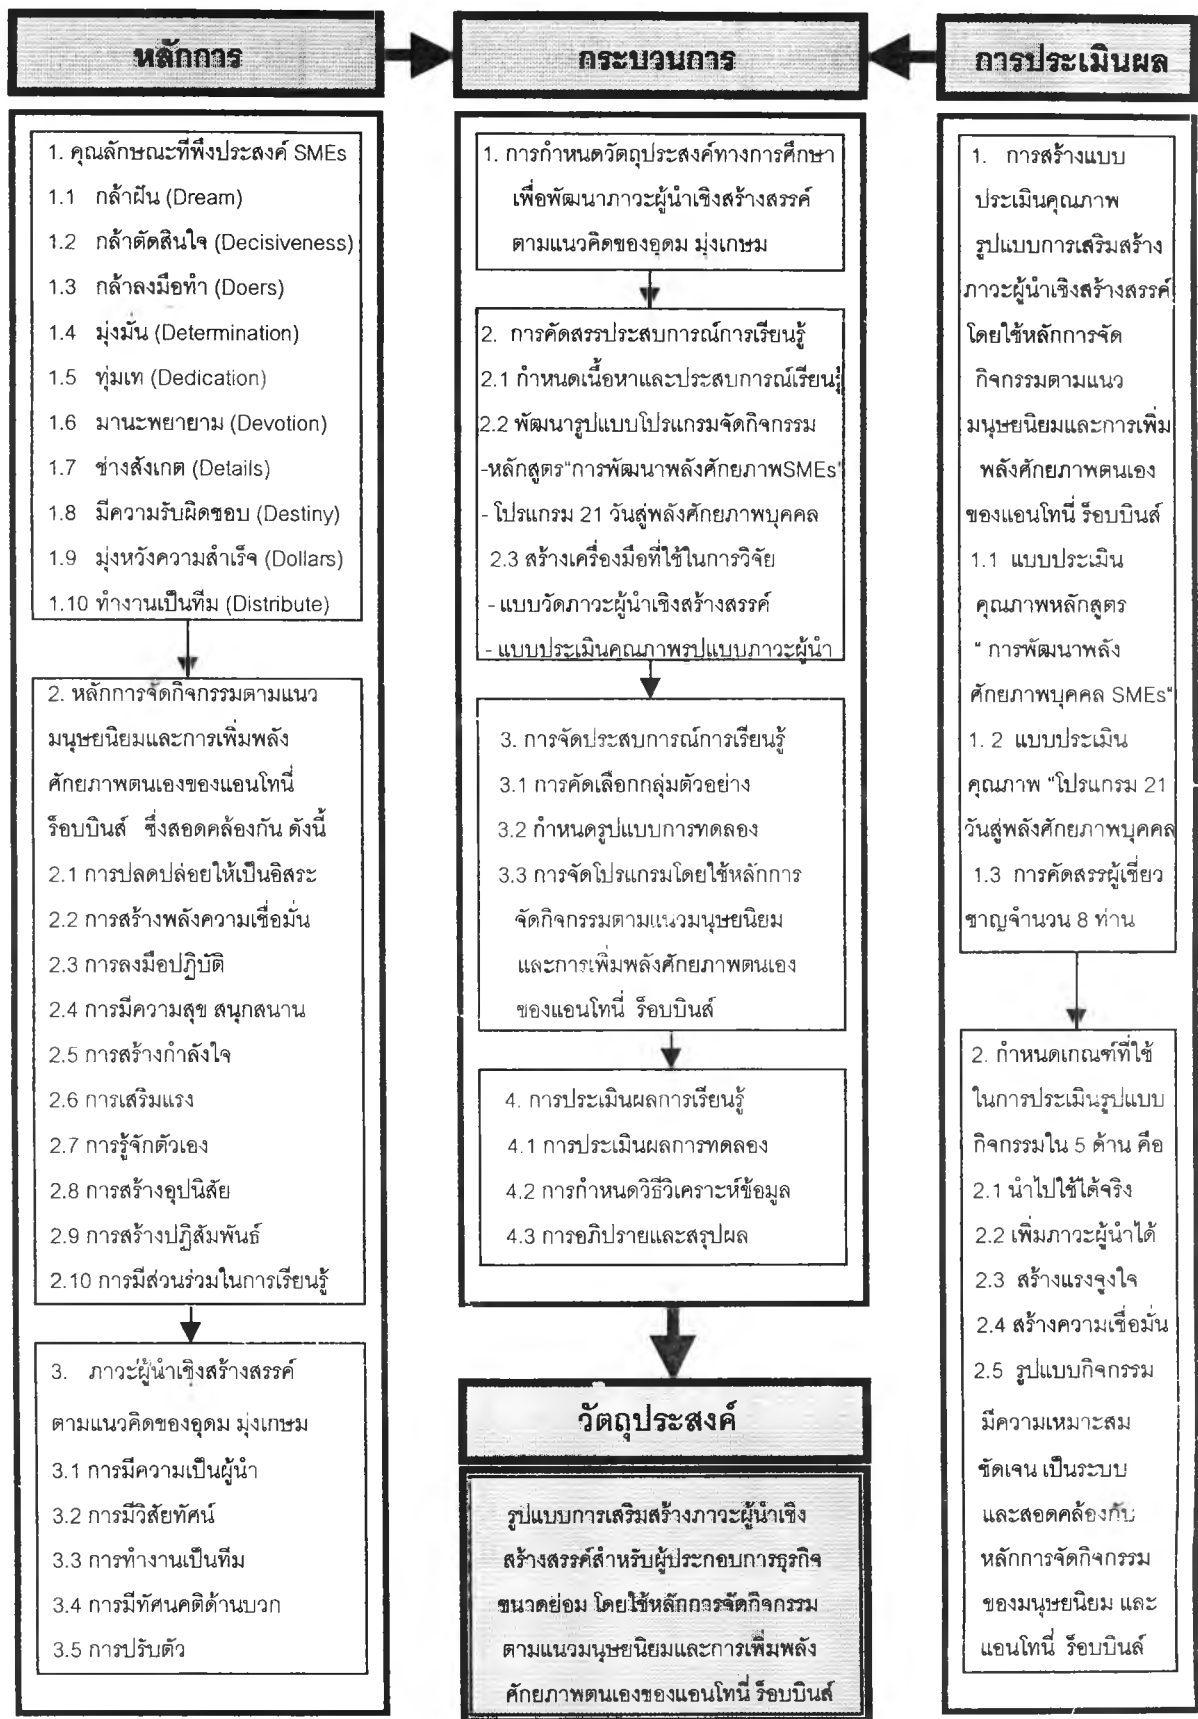 หลักการ
1. คุณลักษณะที่พึงประสงค์ SMEs
1.1 กล้าฝัน (Dream)
1.2 กล้าตัดสินใจ (Decisiveness)
1.3 กล้าลงมือทำ (Doers)
1.4 มุ่งมั่น (Determination)
1.5 ทุ่มเท (Dedication)
1.6 มานะพยายาม (Devotion)
1.7 ช่างสังเกต (Details)
1.8 มีความรับผิดชอบ (Destiny)
1.9 มุ่งหวังความสำเร็จ (Dollars)
1.10 ทำงานเป็นทีม (Distribute)
2. หลักการจัดกิจกรรมตามแนว
มนุษยนิยมและการเพิ่มพลัง
ศักยภาพตนเองของแอนโทนี่
ร็อบบินส์ ซึ่งสอดคล้องกัน ดังนี้
2.1 การปลดปล่อยให้เป็นอิสระ
2.2 การสร้างพลังความเชื่อมั่น
2.3 การลงมือปฏิบัติ
2.4 การมีความสุข สนุกสนาน
2.5 การสร้างกำลังใจ
2.6 การเสริมแรง
2.7 การรู้จักตัวเอง
2.8 การสร้างอุปนิสัย
2.9 การสร้างปฏิสัมพันธ์
2.10 การมีส่วนร่วมในการเรียนรู้
3. ภาวะผู้นำเชิงสร้างสรรค์
ตามแนวคิดของอุดม มุ่งเกษม
3.1 การมีความเป็นผู้นำ
3.2 การมีวิสัยทัศน์
3.3 การทำงานเป็นทีม
3.4 การมีทัศนคติด้านบวก
3.5 การปรับตัว
กระบวนการ
1. การกำหนดวัตถุประสงค์ทางการศึกษา
เพื่อพัฒนาภาวะผู้นำเชิงสร้างสรรค์
ตามแนวคิดของอุดม มุ่งเกษม
2. การคัดสรรประสบการณ์การเรียนรู้
2.1 กำหนดเนื้อหาและประสบการณ์เรียนรู้
2.2 พัฒนารูปแบบโปรแกรมจัดกิจกรรม
-หลักสูตร"การพัฒนาพลังศักยภาพSMEs"
- โปรแกรม 21 วันสู่พลังศักยภาพบุคคล
2.3 สร้างเครื่องมือที่ใช้ในการวิจัย
- แบบวัดภาวะผู้นำเชิงสร้างสรรค์
- แบบประเมินคุณภาพรูปแบบภาวะผู้นำ
3. การจัดประสบการณ์การเรียนรู้
3.1 การคัดเลือกกลุ่มตัวอย่าง
3.2 กำหนดรูปแบบการทดลอง
3.3 การจัดโปรแกรมโดยใช้หลักการ
จัดกิจกรรมตามแนวมนุษยนิยม
และการเพิ่มพลังศักยภาพตนเอง
ของแอนโทนี่ ร็อบบินส์
4. การประเมินผลการเรียนรู้
4.1 การประเมินผลการทดลอง
4.2 การกำหนดวิธีวิเคราะห์ข้อมูล
4.3 การอภิปรายและสรุปผล
วัตถุประสงค์
รูปแบบการเสริมสร้างภาวะผู้นำเชิง
สร้างสรรค์สำหรับผู้ประกอบการธุรกิจ
ขนาดย่อม โดยใช้หลักการจัดกิจกรรม
ตามแนวมนุษยนิยมและการเพิ่มพลัง
ศักยภาพตนเองของแอนโทนี่ ร็อบบินส์
การประเมินผล
1. การสร้างแบบ
ประเมินคุณภาพ
รูปแบบการเสริมสร้าง
ภาวะผู้นำเชิงสร้างสรรค์
โดยใช้หลักการจัด
กิจกรรมตามแนว
มนุษยนิยมและการเพิ่ม
พลังศักยภาพตนเอง
ของแอนโทนี่ ร็อบบินส์
1.1 แบบประเมิน
คุณภาพหลักสูตร
" การพัฒนาพลัง
ศักยภาพบุคคล SMEs"
1. 2 แบบประเมิน
คุณภาพ "โปรแกรม 21
วันสู่พลังศักยภาพบุคคล
1.3 การคัดสรรผู้เชี่ยว
ชาญจำนวน 8 ท่าน
2. กำหนดเกณฑ์ที่ใช้
ในการประเมินรูปแบบ
กิจกรรมใน 5 ด้าน คือ
2.1 นำไปใช้ได้จริง
2.2 เพิ่มภาวะผู้นำได้
2.3 สร้างแรงจูงใจ
2.4 สร้างความเชื่อมั่น
2.5 รูปแบบกิจกรรม
มีความเหมาะสม
ชัดเจน เป็นระบบ
และสอดคล้องกับ
หลักการจัดกิจกรรม
ของมนุษยนิยม และ
แอนโทนี่ ร็อบบินส์